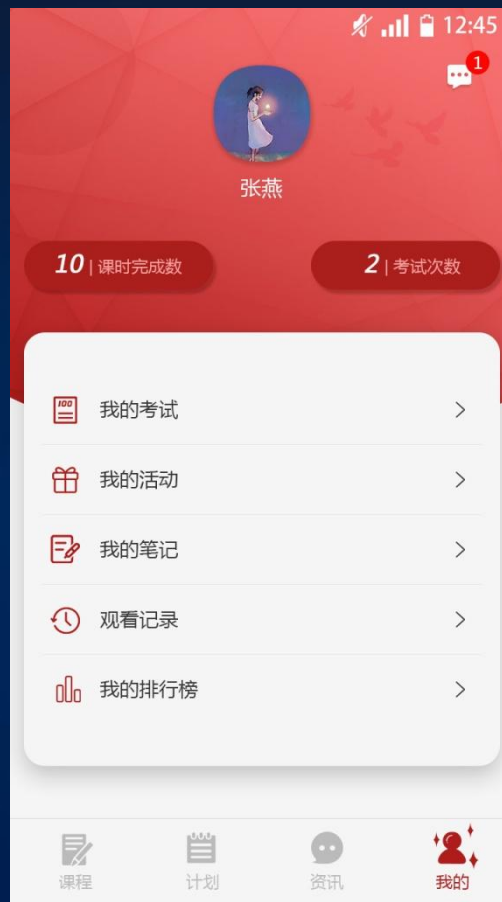 12:45
1
张燕
10 | 课时完成数
2 | 考试次数
100
我的考试
我的活动
我的笔记
观看记录
我的排行榜
课程
计划
资讯
我的